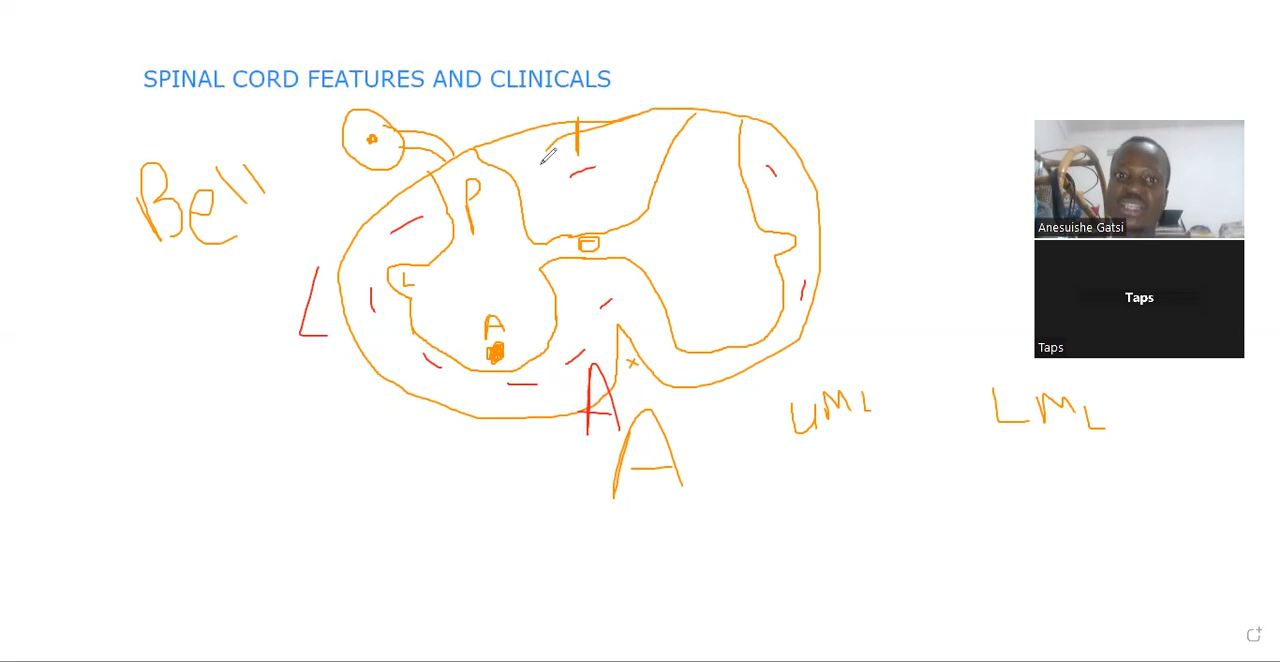 SPINAL CORD FEATURES AND CLINICALS
Bell
P
L
A
L
A
A
UML
LML
Anesuishe Gatsi
Taps
Taps